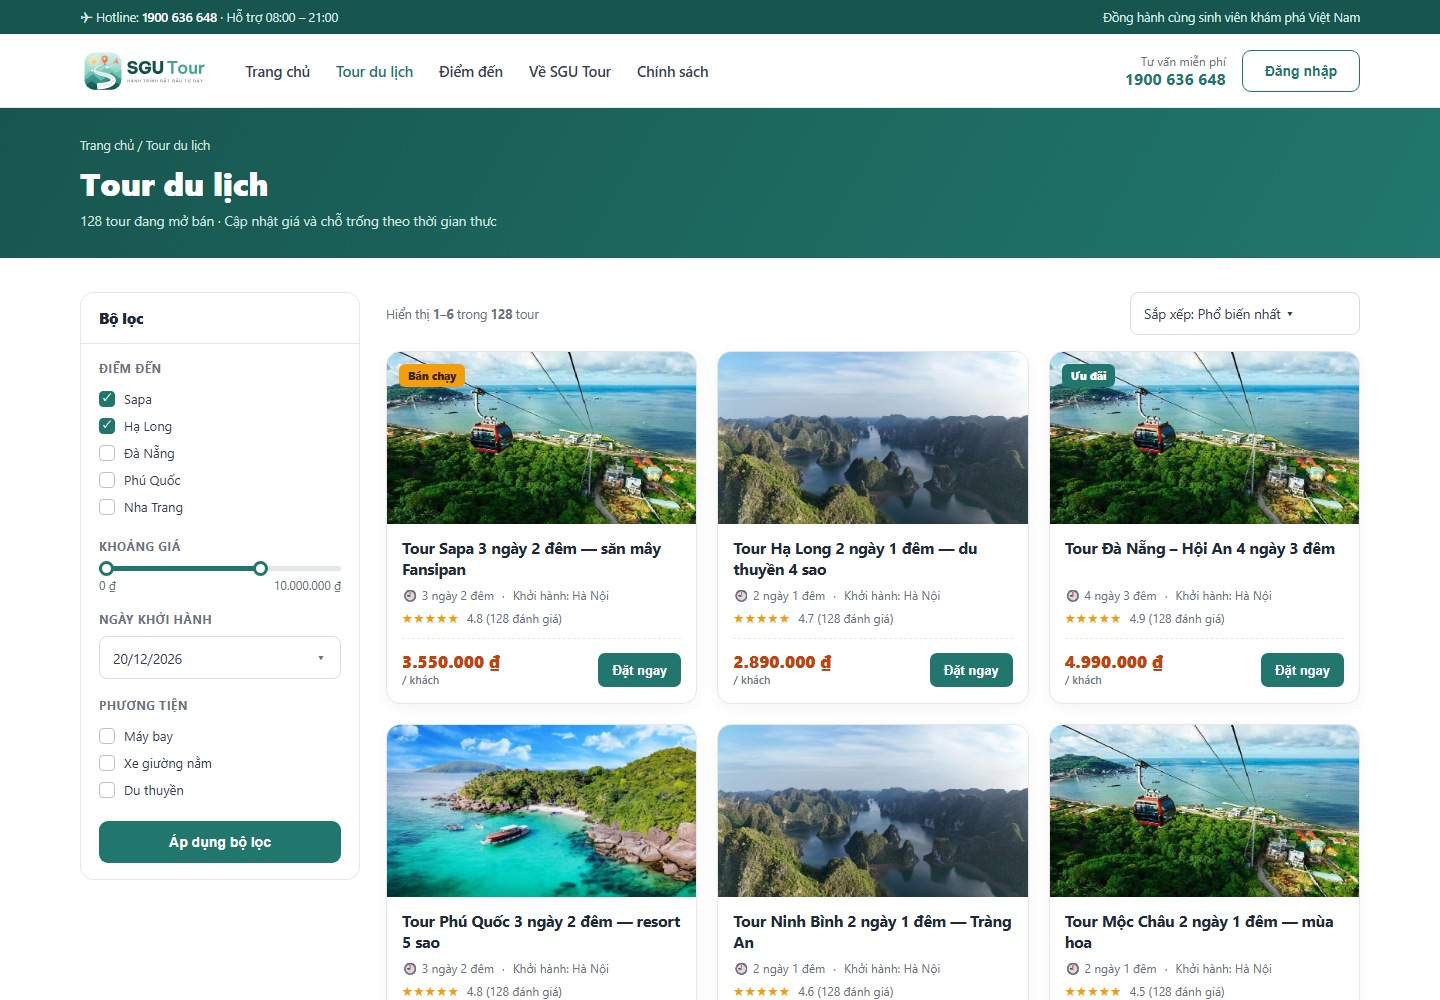 ✈ Hotline: 1900 636 648 · Hỗ trợ 08:00 – 21:00
Đồng hành cùng sinh viên khám phá Việt Nam
SGU Tour
HÀNH TRÌNH BẮT ĐẦU TỪ ĐÂY
Trang chủ
Tour du lịch
Điểm đến
Về SGU Tour
Chính sách
Tư vấn miễn phí
1900 636 648
Đăng nhập
Trang chủ / Tour du lịch
Tour du lịch
128 tour đang mở bán · Cập nhật giá và chỗ trống theo thời gian thực
Bộ lọc
ĐIỂM ĐẾN
Sapa
Hạ Long
Đà Nẵng
Phú Quốc
Nha Trang
KHOẢNG GIÁ
0 ₫
10.000.000 ₫
NGÀY KHỞI HÀNH
20/12/2026
PHƯƠNG TIỆN
Máy bay
Xe giường nằm
Du thuyền
Áp dụng bộ lọc
Hiển thị 1–6 trong 128 tour
Sắp xếp: Phổ biến nhất
Bán chạy
Tour Sapa 3 ngày 2 đêm — săn mây
Fansipan
3 ngày 2 đêm · Khởi hành: Hà Nội
★★★★★ 4.8 (128 đánh giá)
3.550.000 ₫
/ khách
Đặt ngay
Tour Hạ Long 2 ngày 1 đêm — du
thuyền 4 sao
2 ngày 1 đêm · Khởi hành: Hà Nội
★★★★★ 4.7 (128 đánh giá)
2.890.000 ₫
/ khách
Đặt ngay
Ưu đãi
Tour Đà Nẵng – Hội An 4 ngày 3 đêm
4 ngày 3 đêm · Khởi hành: Hà Nội
★★★★★ 4.9 (128 đánh giá)
4.990.000 ₫
/ khách
Đặt ngay
Tour Phú Quốc 3 ngày 2 đêm — resort
5 sao
3 ngày 2 đêm · Khởi hành: Hà Nội
★★★★★ 4.8 (128 đánh giá)
Tour Ninh Bình 2 ngày 1 đêm — Tràng
An
2 ngày 1 đêm · Khởi hành: Hà Nội
★★★★★ 4.6 (128 đánh giá)
Tour Mộc Châu 2 ngày 1 đêm — mùa
hoa
2 ngày 1 đêm · Khởi hành: Hà Nội
★★★★★ 4.5 (128 đánh giá)